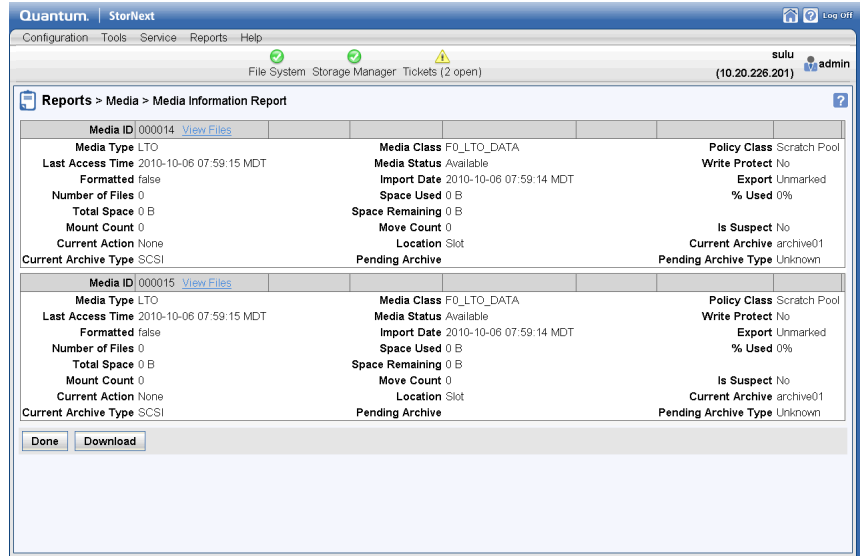 Quantum. | StorNext
Log Off
Configuration Tools Service Reports Help
File System Storage Manager Tickets (2 open)
sulu
(10.20.226.201)
admin
Reports > Media > Media Information Report
?
Media ID 000014 View Files
Media Type LTO Media Class F0_LTO_DATA Policy Class Scratch Pool
Last Access Time 2010-10-06 07:59:15 MDT Media Status Available Write Protect No
Formatted false Import Date 2010-10-06 07:59:14 MDT Export Unmarked
Number of Files 0 Space Used 0 B % Used 0%
Total Space 0 B Space Remaining 0 B
Mount Count 0 Move Count 0 Is Suspect No
Current Action None Location Slot Current Archive archive01
Current Archive Type SCSI Pending Archive Pending Archive Type Unknown
Media ID 000015 View Files
Media Type LTO Media Class F0_LTO_DATA Policy Class Scratch Pool
Last Access Time 2010-10-06 07:59:15 MDT Media Status Available Write Protect No
Formatted false Import Date 2010-10-06 07:59:14 MDT Export Unmarked
Number of Files 0 Space Used 0 B % Used 0%
Total Space 0 B Space Remaining 0 B
Mount Count 0 Move Count 0 Is Suspect No
Current Action None Location Slot Current Archive archive01
Current Archive Type SCSI Pending Archive Pending Archive Type Unknown
Done Download